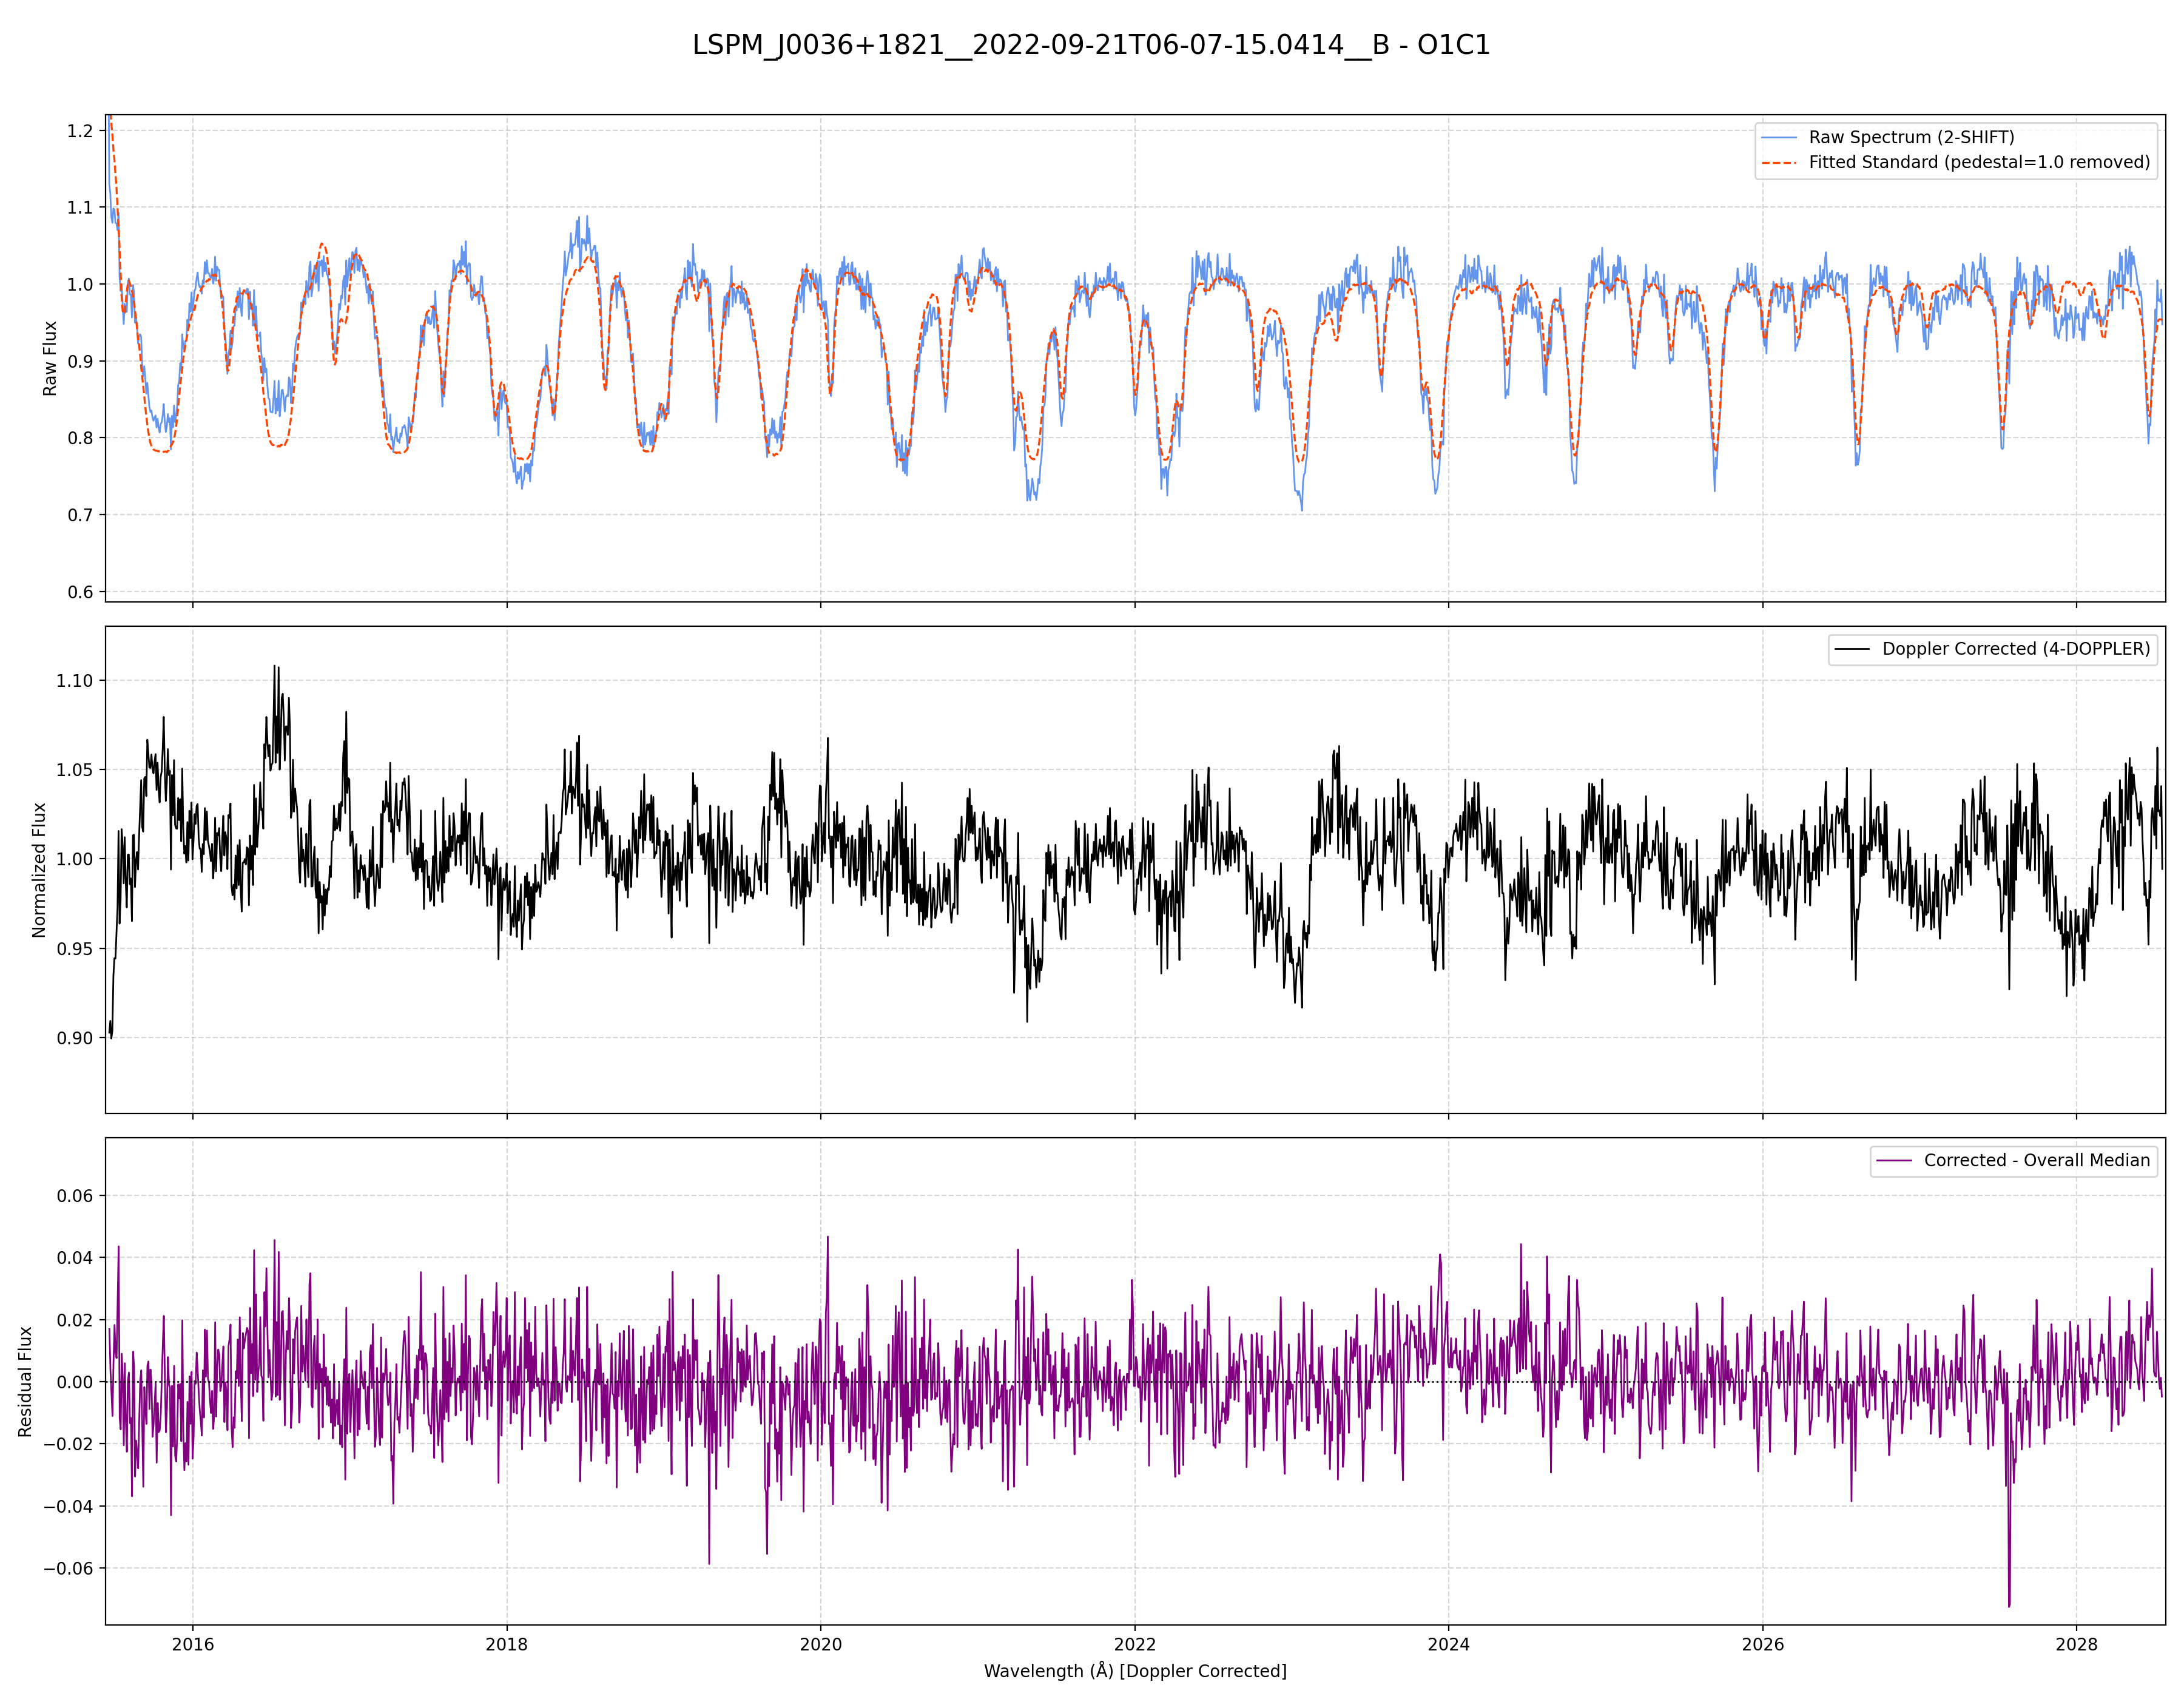 LSPM_J0036+1821__2022-09-21T06-07-15.0414__B - O1C1
Raw Spectrum (2-SHIFT)
Fitted Standard (pedestal=1.0 removed)
Raw Flux
1.2
1.1
1.0
0.9
0.8
0.7
0.6
Doppler Corrected (4-DOPPLER)
Normalized Flux
1.10
1.05
1.00
0.95
0.90
Corrected - Overall Median
Residual Flux
0.06
0.04
0.02
0.00
−0.02
−0.04
−0.06
2016 2018 2020 2022 2024 2026 2028
Wavelength (Å) [Doppler Corrected]